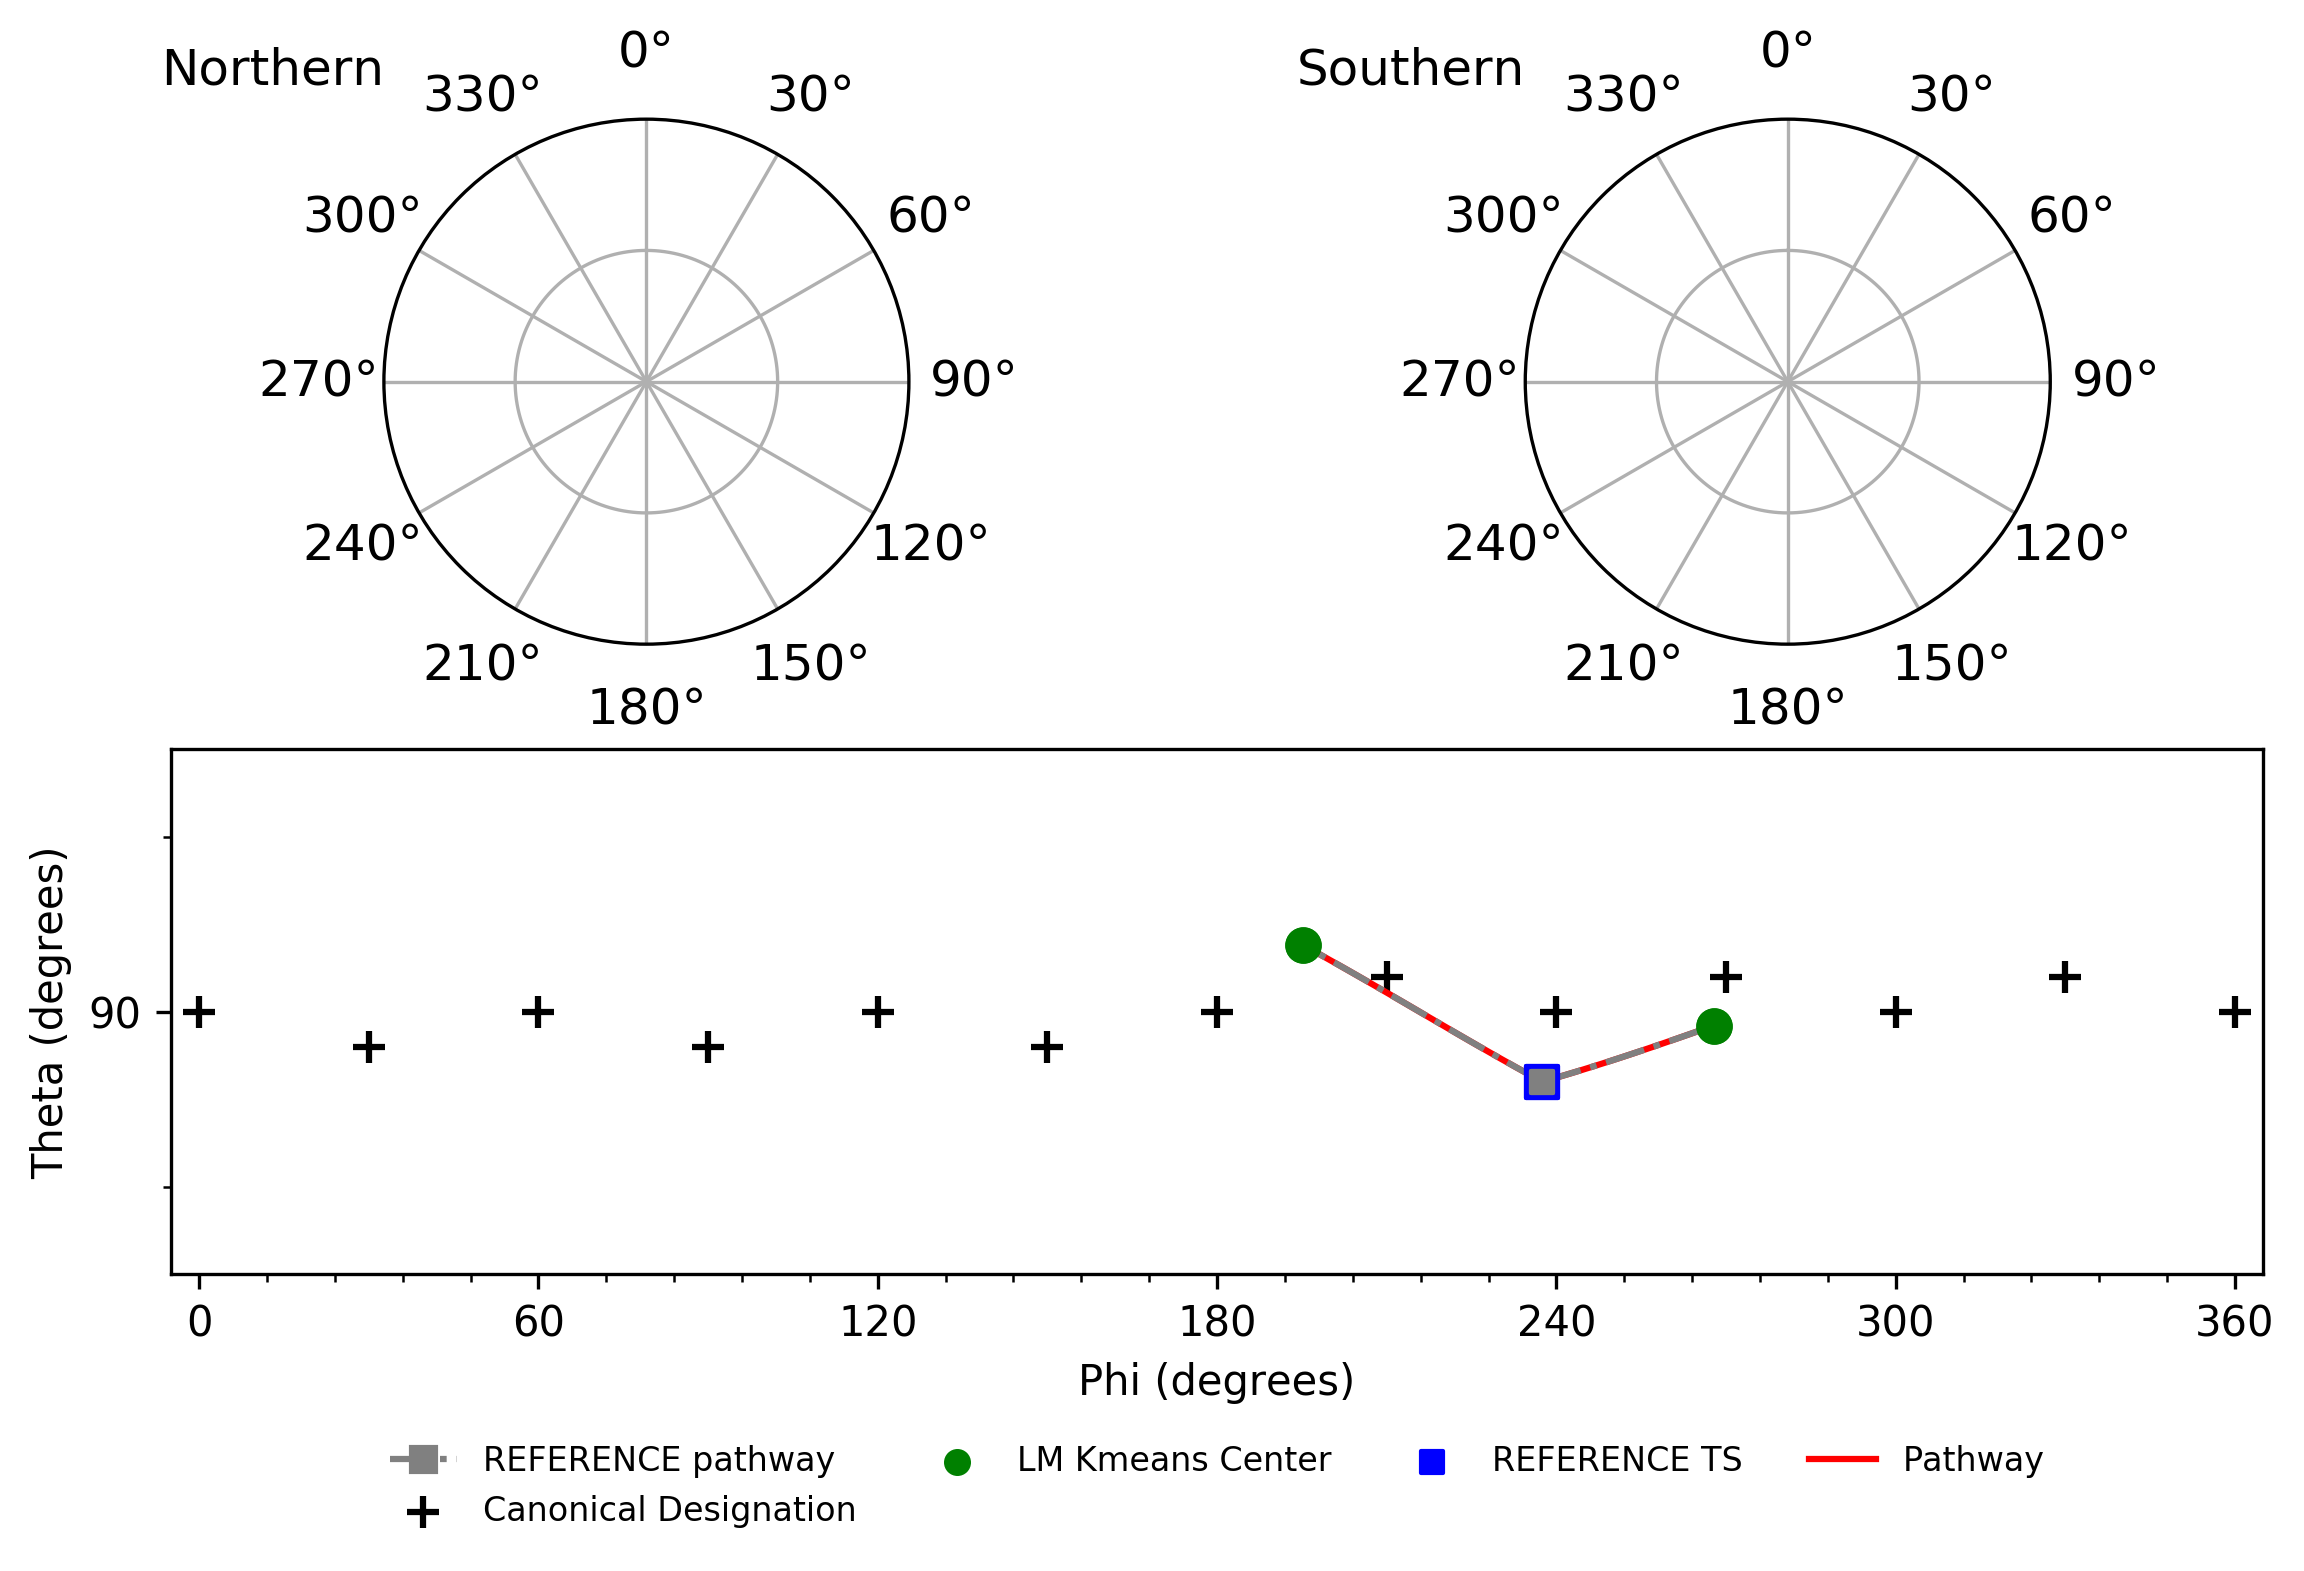 Northern
0°
30°
60°
90°
120°
150°
180°
210°
240°
270°
300°
330°
Southern
0°
30°
60°
90°
120°
150°
180°
210°
240°
270°
300°
330°
Theta (degrees)
90
0 60 120 180 240 300 360
Phi (degrees)
REFERENCE pathway
Canonical Designation
LM Kmeans Center
REFERENCE TS
Pathway